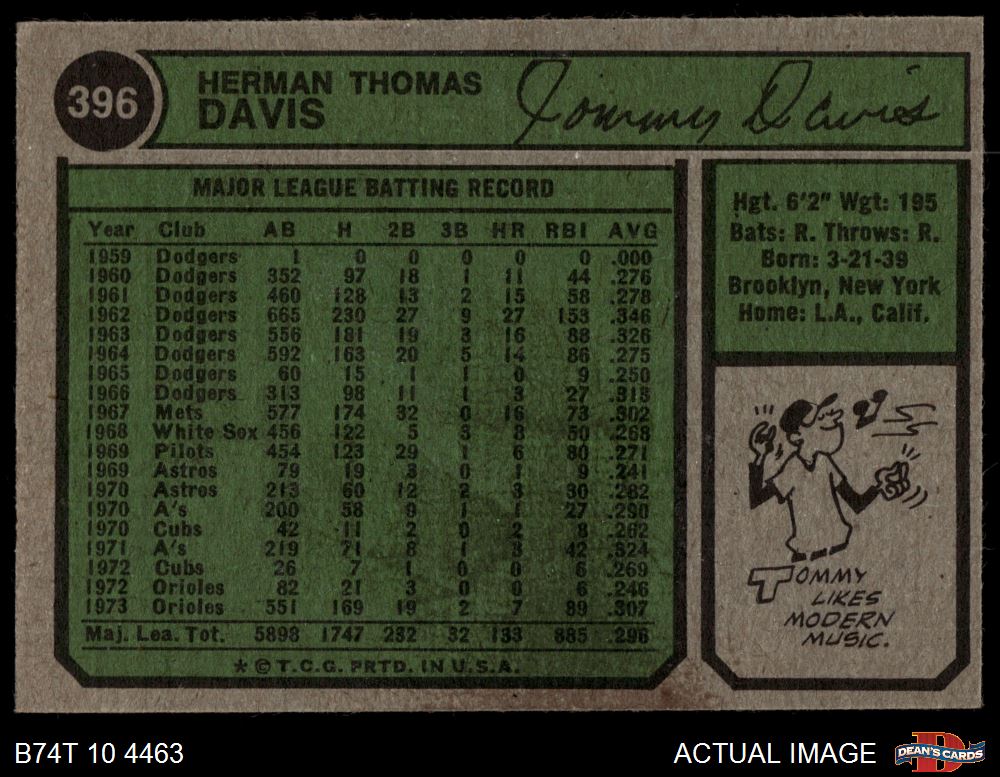 396
HERMAN THOMAS
DAVIS
Tommy Davis
MAJOR LEAGUE BATTING RECORD
Year Club AB H 2B 3B HR RBI AVG
1959 Dodgers 1 0 0 0 0 0 .000
1960 Dodgers 352 97 18 1 11 44 .276
1961 Dodgers 460 128 13 2 15 58 .278
1962 Dodgers 665 230 27 9 27 153 .346
1963 Dodgers 556 181 19 3 16 88 .326
1964 Dodgers 592 163 20 5 14 86 .275
1965 Dodgers 60 15 1 1 0 9 .250
1966 Dodgers 313 98 11 1 3 27 .313
1967 Mets 577 174 32 0 16 73 .302
1968 White Sox 456 122 5 3 8 50 .268
1969 Pilots 454 123 29 1 6 80 .271
1969 Astros 79 19 3 0 1 9 .241
1970 Astros 213 60 12 2 3 30 .282
1970 A's 200 58 9 1 1 27 .290
1970 Cubs 42 11 2 0 2 8 .262
1971 A's 219 71 8 1 3 42 .324
1972 Cubs 26 7 1 0 0 6 .269
1972 Orioles 82 21 3 0 0 6 .246
1973 Orioles 551 169 19 2 7 89 .307
Maj. Lea. Tot. 5898 1747 232 32 133 885 .296
* © T.C.G. PRTD. IN U.S.A.
Hgt. 6'2" Wgt: 195
Bats: R. Throws: R.
Born: 3-21-39
Brooklyn, New York
Home: L.A., Calif.
TOMMY
LIKES
MODERN
MUSIC.
B74T 10 4463
ACTUAL IMAGE
DEAN'S CARDS